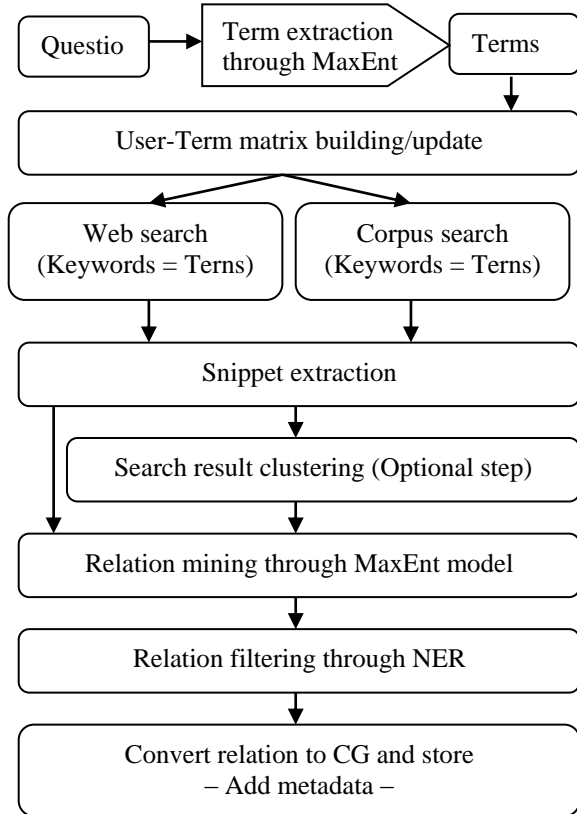 Questio
Term extraction
through MaxEnt
Terms
User-Term matrix building/update
Web search
(Keywords = Terns)
Corpus search
(Keywords = Terns)
Snippet extraction
Search result clustering (Optional step)
Relation mining through MaxEnt model
Relation filtering through NER
Convert relation to CG and store
– Add metadata –